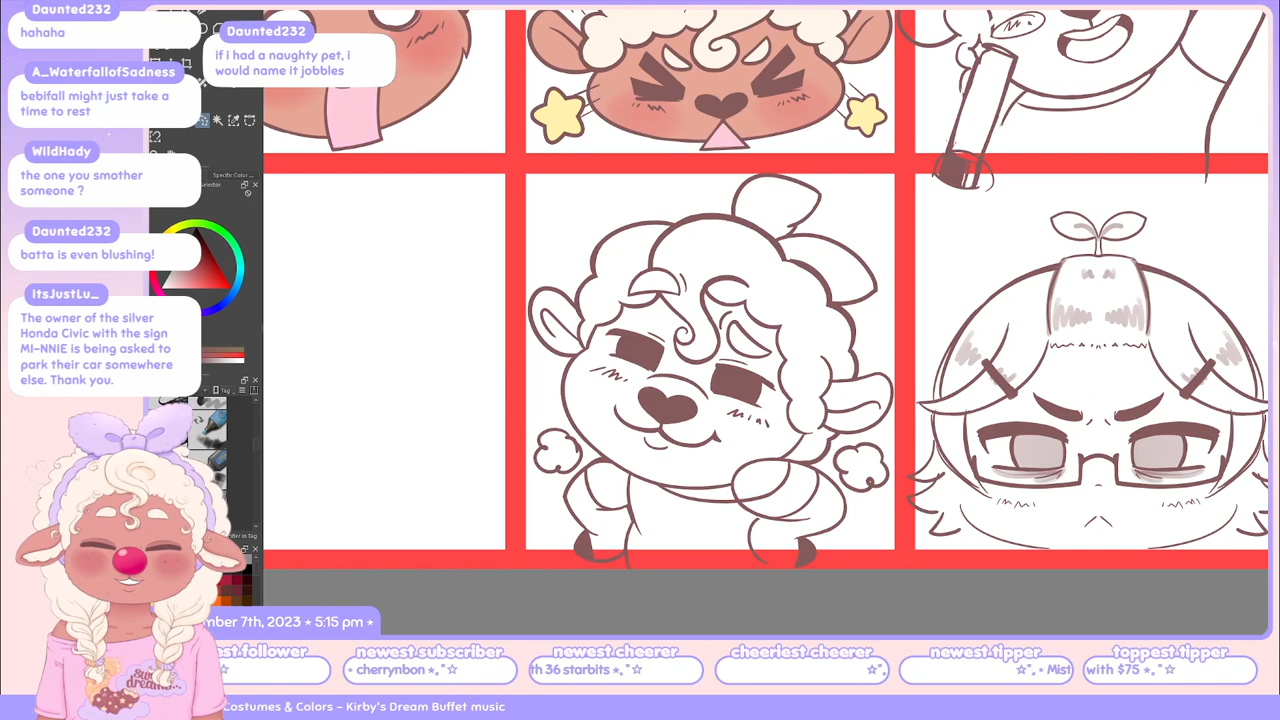 Daunted232
hahaha
A_WaterfallofSadness
bebifall might just take a
time to rest
WildHady
the one you smother
someone ?
Daunted232
batta is even blushing!
itsJustLu_
The owner of the silver
Honda Civic with the sign
MI-NNIE is being asked to
park their car somewhere
else. Thank you.
Daunted232
if i had a naughty pet, i
would name it jobbles
Specific Color...
Tag
mber 7th, 2023 ⋆ 5:15 pm ⋆
est follower
newest subscriber
⋆ cherrynbon ⋆,"☆
newest cheerer
th 36 starbits ⋆,"☆
cheeriest cheerer
newest tipper
☆", ⋆ Mist
toppest tipper
with $75 ⋆,"☆
Costumes & Colors – Kirby's Dream Buffet music